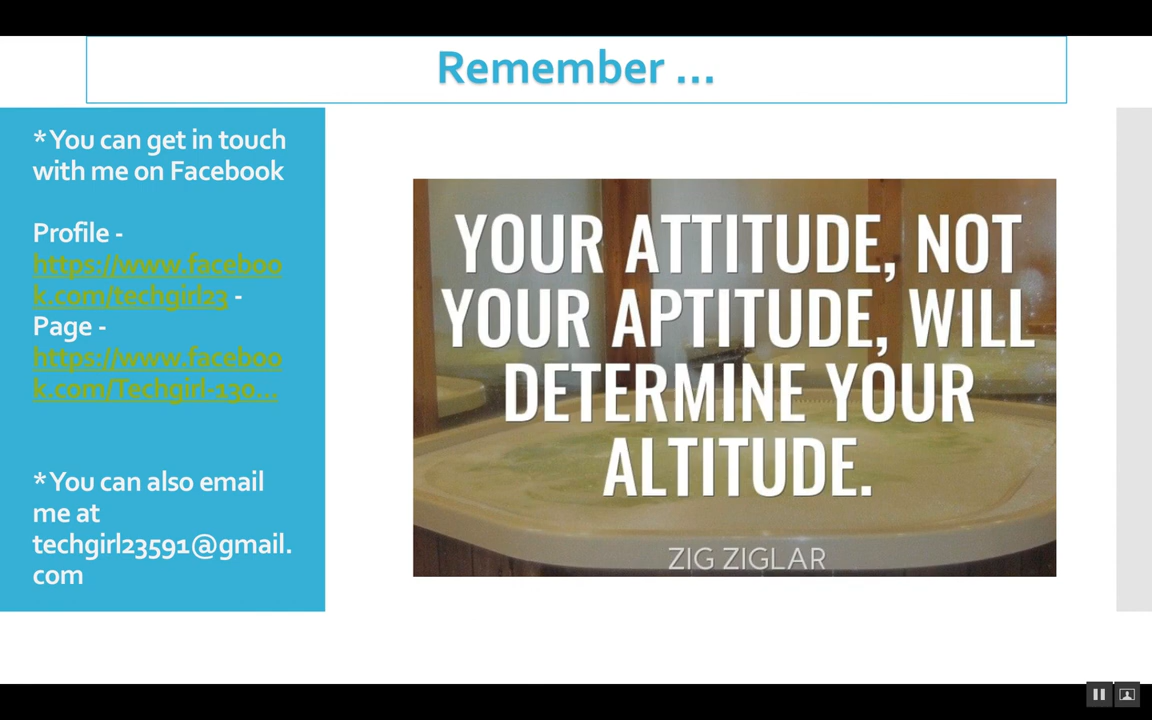 Remember ...
*You can get in touch
with me on Facebook
Profile -
https://www.faceboo
k.com/techgirl23 -
Page -
https://www.faceboo
k.com/Techgirl-130...
*You can also email
me at
techgirl23591@gmail.
com
YOUR ATTITUDE, NOT
YOUR APTITUDE, WILL
DETERMINE YOUR
ALTITUDE.
ZIG ZIGLAR